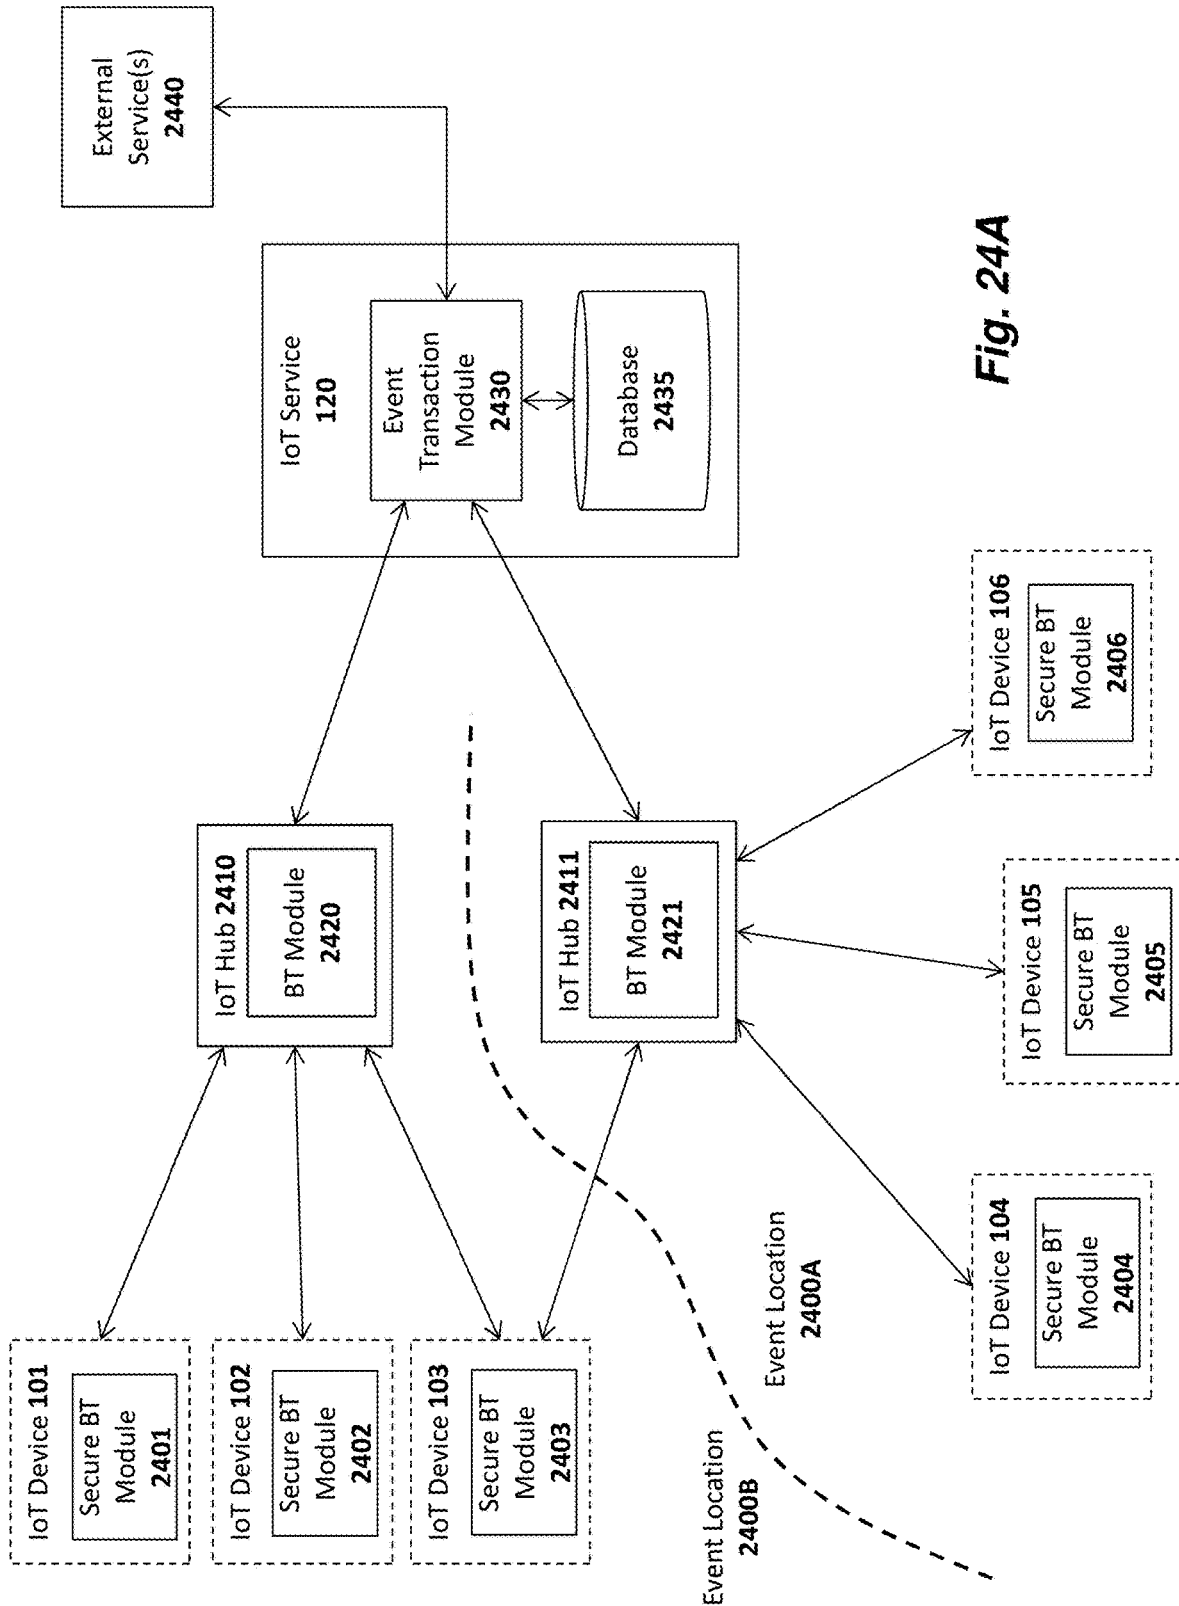 IoT Device 101
Secure BT
Module
2401
IoT Device 102
Secure BT
Module
2402
IoT Device 103
Secure BT
Module
2403
Event Location
2400B
Event Location
2400A
IoT Hub 2410
BT Module
2420
IoT Hub 2411
BT Module
2421
IoT Device 104
Secure BT
Module
2404
IoT Device 105
Secure BT
Module
2405
IoT Device 106
Secure BT
Module
2406
IoT Service
120
Event
Transaction
Module
2430
Database
2435
External
Service(s)
2440
Fig. 24A